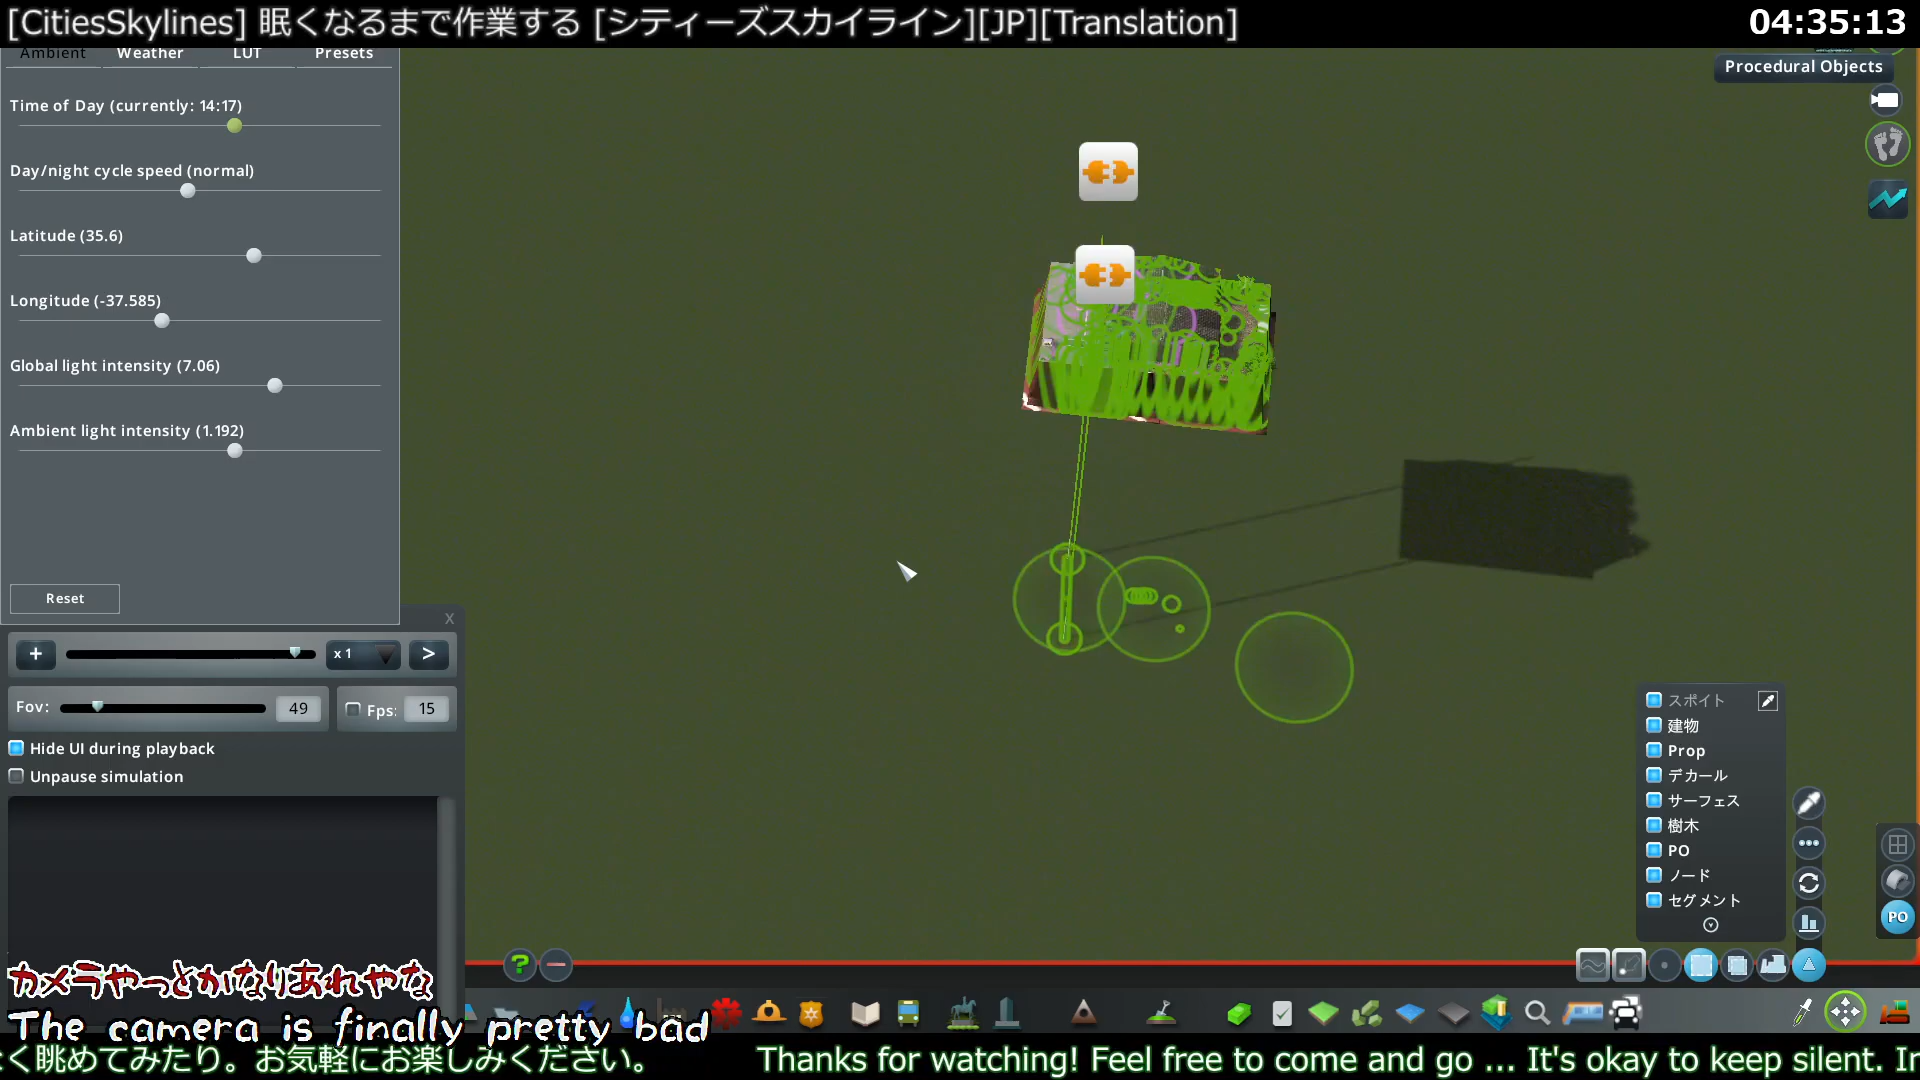 [CitiesSkylines] 眠くなるまで作業する [シティーズスカイライン][JP][Translation]
04:35:13
Ambient
Weather
LUT
Presets
Procedural Objects
Time of Day (currently: 14:17)
Day/night cycle speed (normal)
Latitude (35.6)
Longitude (-37.585)
Global light intensity (7.06)
Ambient light intensity (1.192)
Reset
X
+
x 1
>
Fov:
49
Fps:
15
Hide UI during playback
Unpause simulation
スポイト
建物
Prop
デカール
サーフェス
樹木
PO
ノード
セグメント
PO
?
カメラやっとかなりあれやな
The camera is finally pretty bad
く眺めてみたり。お気軽にお楽しみください。
Thanks for watching! Feel free to come and go ... It's okay to keep silent.